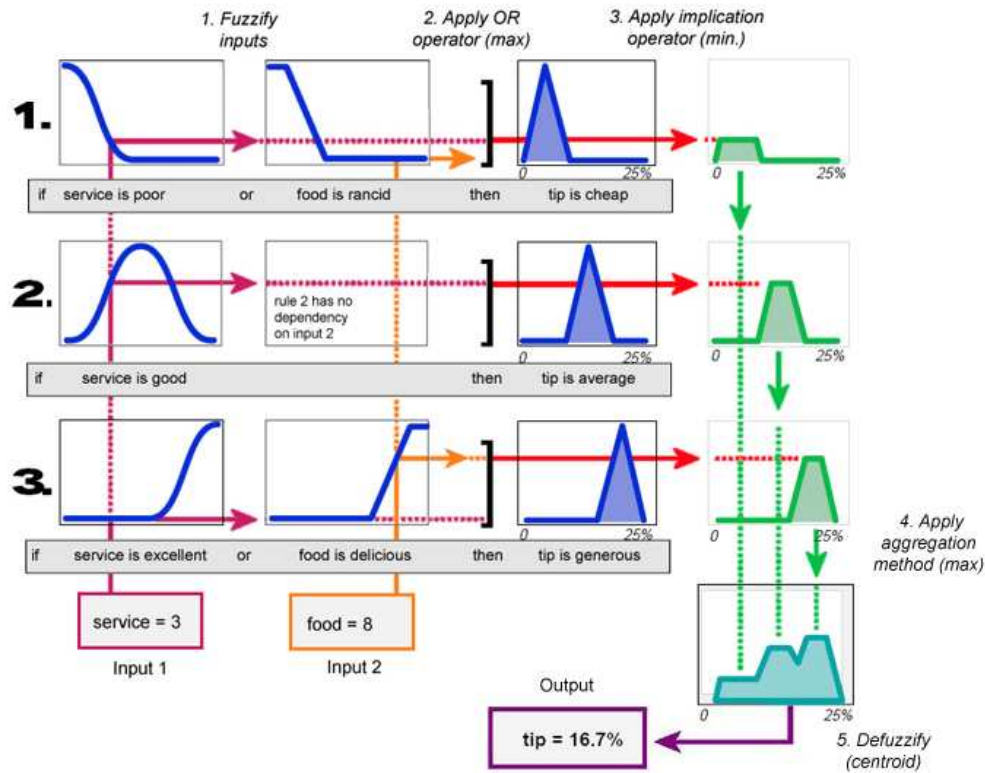 1. Fuzzify
inputs
2. Apply OR
operator (max)
3. Apply implication
operator (min.)
1.
0 25%
0 25%
if service is poor or food is rancid then tip is cheap
2.
rule 2 has no
dependency
on input 2
0 25%
0 25%
if service is good then tip is average
3.
0 25%
0 25%
if service is excellent or food is delicious then tip is generous
4. Apply
aggregation
method (max)
service = 3
food = 8
Input 1
Input 2
0 25%
Output
tip = 16.7%
5. Defuzzify
(centroid)